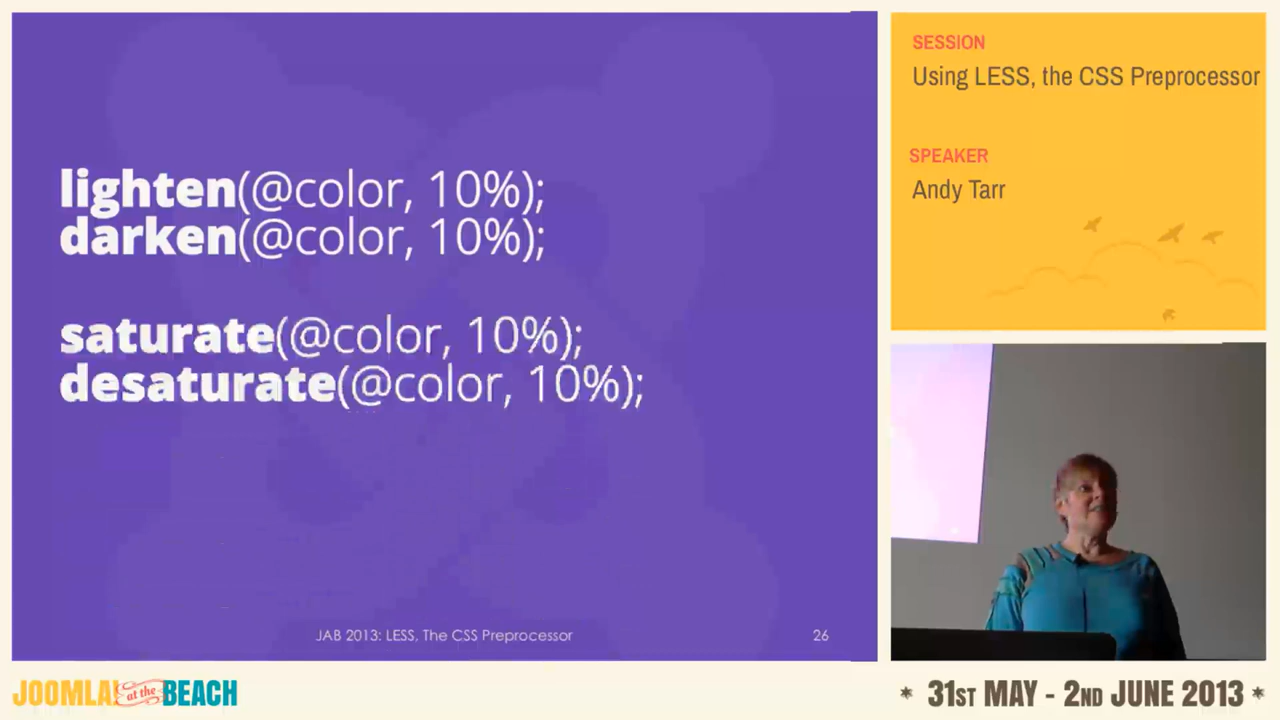 lighten(@color, 10%);
darken(@color, 10%);
saturate(@color, 10%);
desaturate(@color, 10%);
JAB 2013: LESS, The CSS Preprocessor
26
SESSION
Using LESS, the CSS Preprocessor
SPEAKER
Andy Tarr
JOOMLA! at the BEACH
* 31ST MAY - 2ND JUNE 2013 *